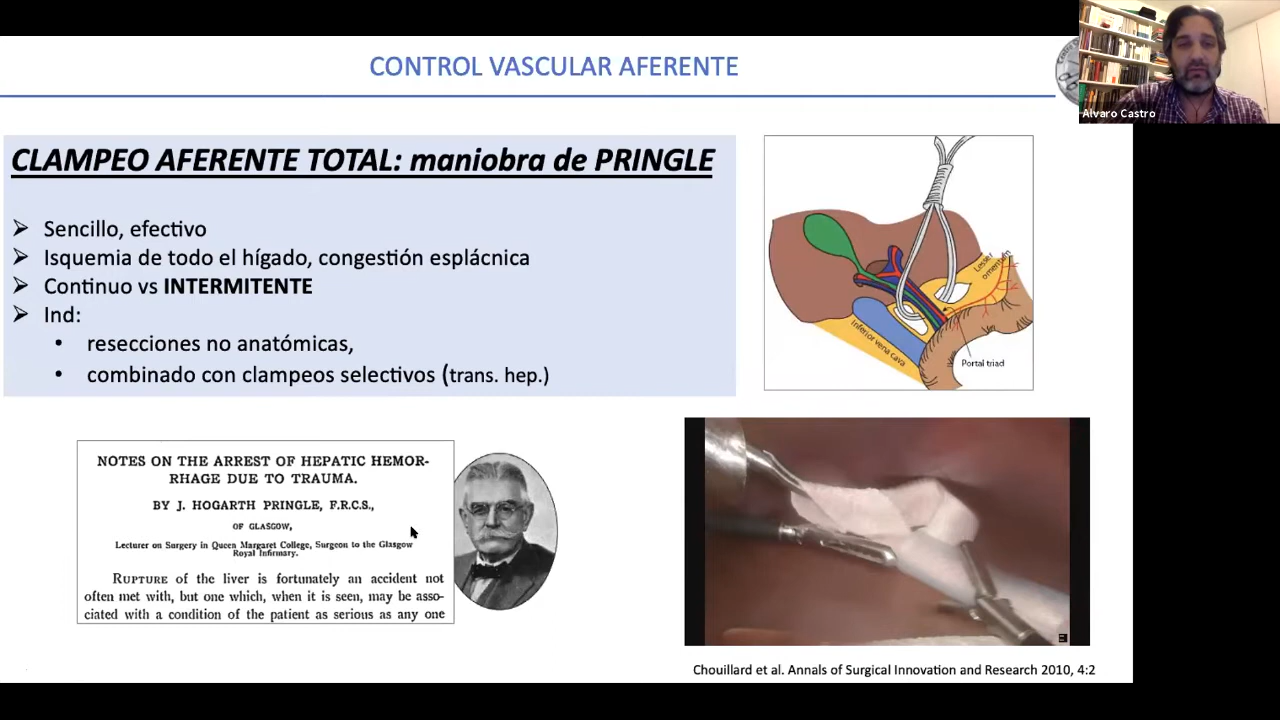 CONTROL VASCULAR AFERENTE
Alvaro Castro
CLAMPEO AFERENTE TOTAL: maniobra de PRINGLE
Sencillo, efectivo
Isquemia de todo el hígado, congestión esplácnica
Continuo vs INTERMITENTE
Ind:
resecciones no anatómicas,
combinado con clampeos selectivos (trans. hep.)
Lesser
omentum
Inferior vena cava
Portal triad
NOTES ON THE ARREST OF HEPATIC HEMOR-
RHAGE DUE TO TRAUMA.
BY J. HOGARTH PRINGLE, F.R.C.S.,
OF GLASGOW,
Lecturer on Surgery in Queen Margaret College, Surgeon to the Glasgow
Royal Infirmary.
RUPTURE of the liver is fortunately an accident not
often met with, but one which, when it is seen, may be asso-
ciated with a condition of the patient as serious as any one
Chouillard et al. Annals of Surgical Innovation and Research 2010, 4:2